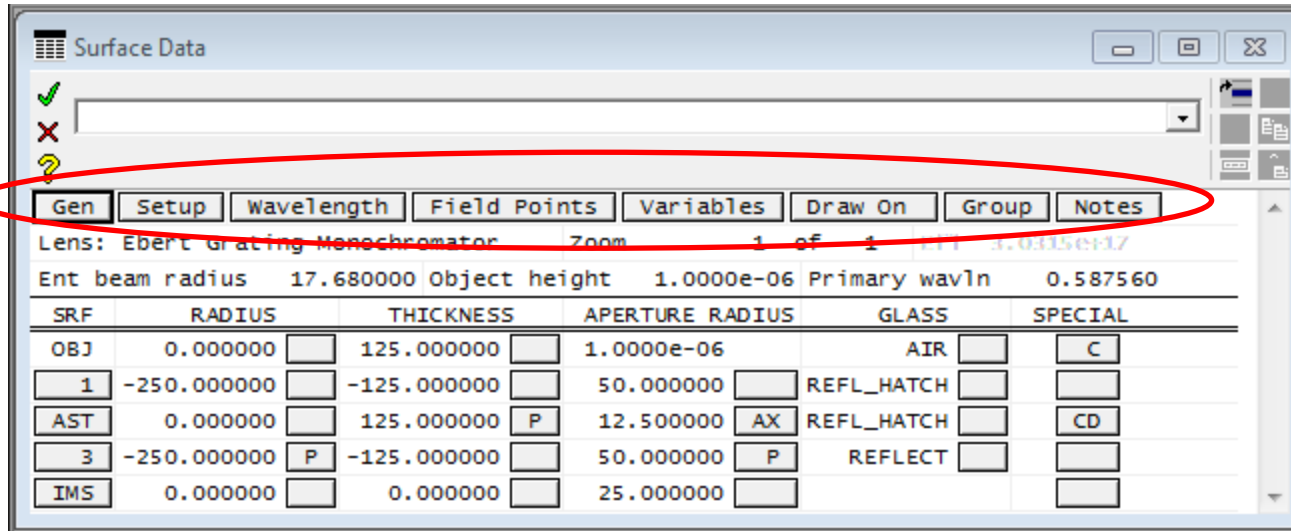 Surface Data
Gen Setup Wavelength Field Points Variables Draw On Group Notes
Lens: Ebert Grating Monochromator Zoom 1 of 1 Efl 3.0315e+17
Ent beam radius 17.680000 Object height 1.0000e-06 Primary wavln 0.587560
SRF RADIUS THICKNESS APERTURE RADIUS GLASS SPECIAL
OBJ 0.000000 125.000000 1.0000e-06 AIR C
1 -250.000000 -125.000000 50.000000 REFL_HATCH
AST 0.000000 125.000000 P 12.500000 AX REFL_HATCH CD
3 -250.000000 P -125.000000 50.000000 P REFLECT
IMS 0.000000 0.000000 25.000000